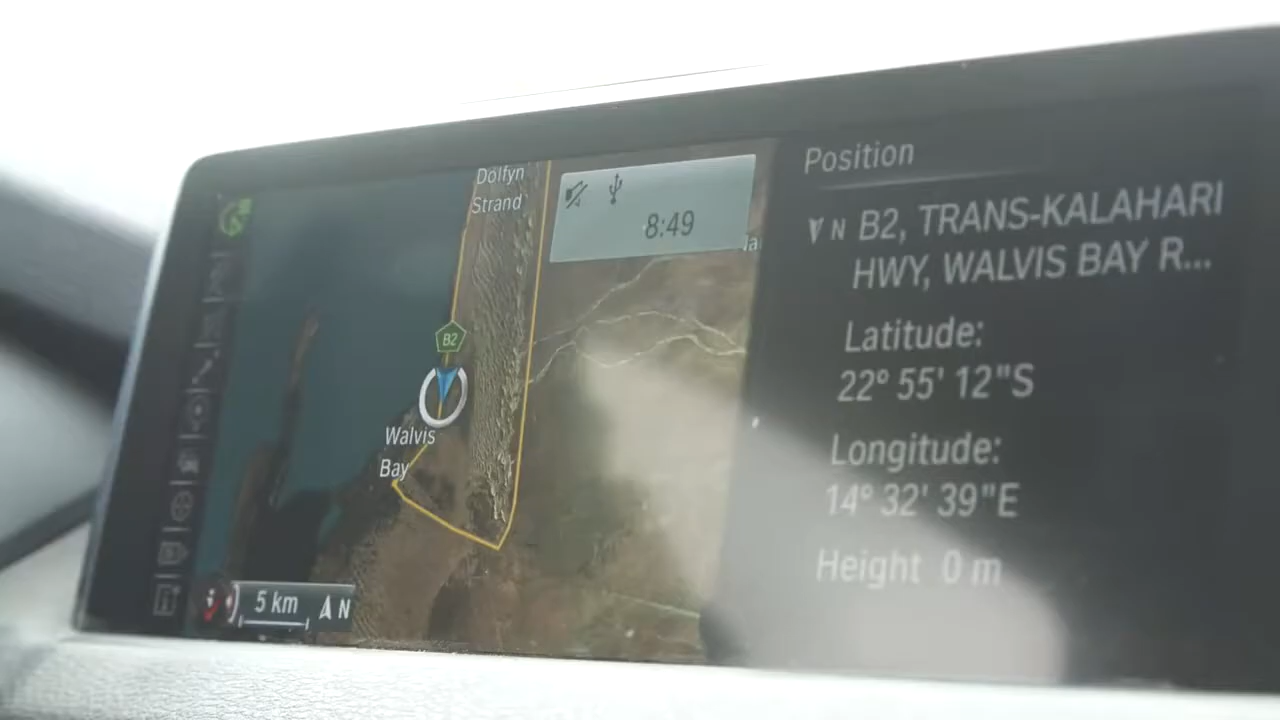 Dolfyn
Strand
8:49
B2
Walvis
Bay
5 km
N
Position
N B2, TRANS-KALAHARI
HWY, WALVIS BAY R...
Latitude:
22° 55' 12"S
Longitude:
14° 32' 39"E
Height 0 m